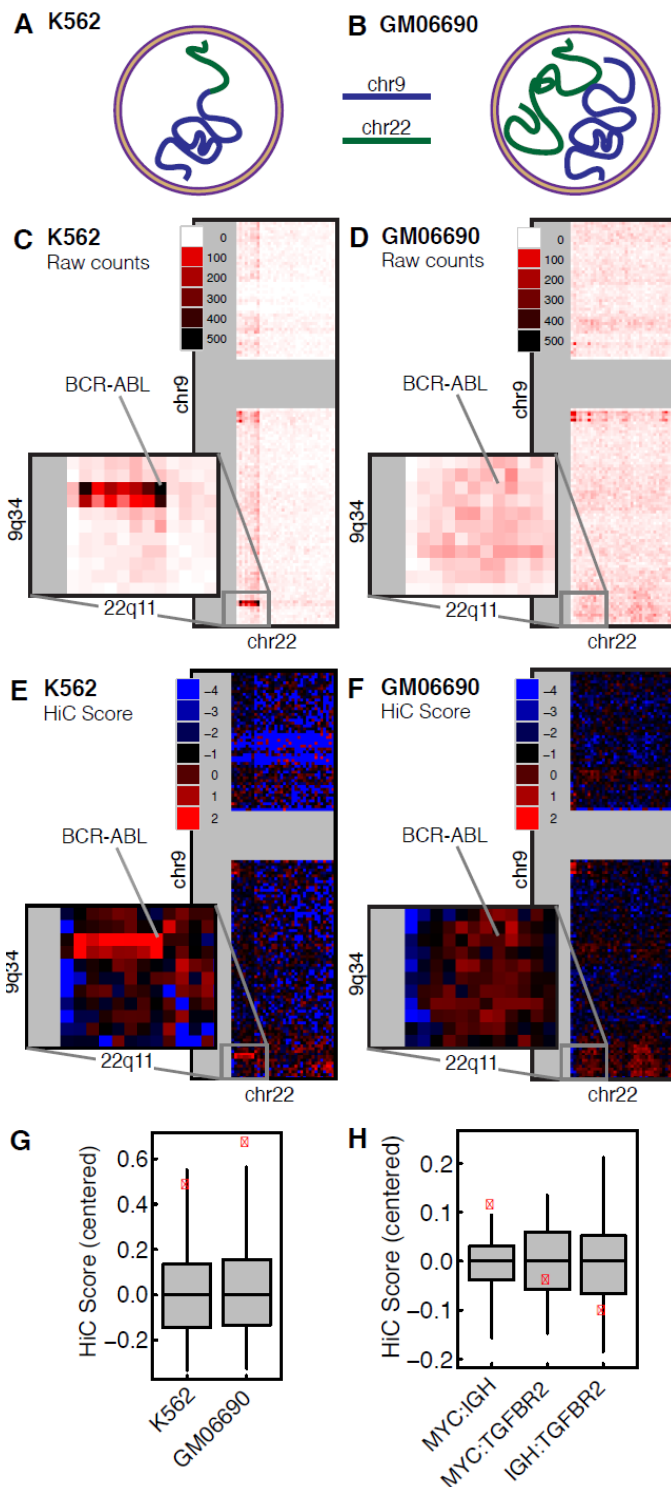 A K562
B GM06690
chr9
chr22
C K562
Raw counts
0
100
200
300
400
500
BCR-ABL
chr9
9q34
22q11
chr22
D GM06690
Raw counts
0
100
200
300
400
500
BCR-ABL
chr9
9q34
22q11
chr22
E K562
HiC Score
−4
−3
−2
−1
0
1
2
BCR-ABL
chr9
9q34
22q11
chr22
F GM06690
HiC Score
−4
−3
−2
−1
0
1
2
BCR-ABL
chr9
9q34
22q11
chr22
G
HiC Score (centered)
0.6
0.4
0.2
0.0
−0.2
K562
GM06690
H
HiC Score (centered)
0.2
0.1
0.0
−0.1
−0.2
MYC:IGH
MYC:TGFBR2
IGH:TGFBR2